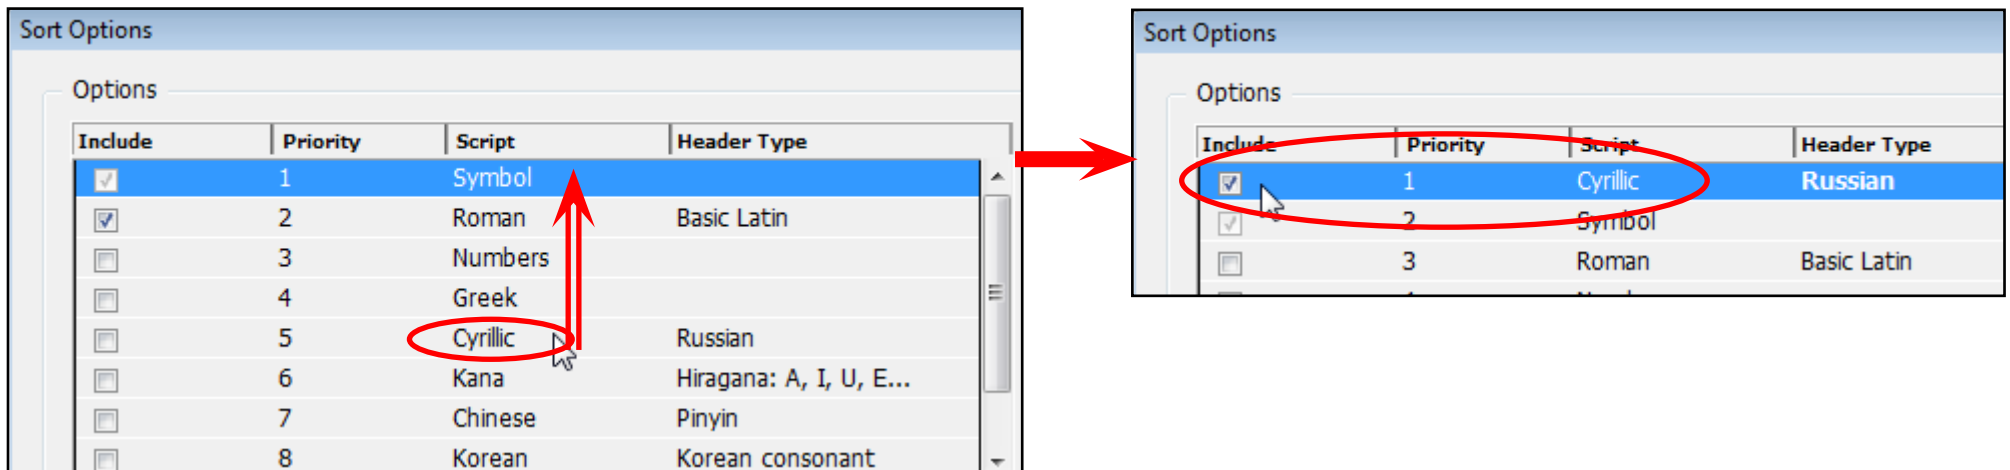 Sort Options
Options
Include Priority Script Header Type
1 Symbol
2 Roman Basic Latin
3 Numbers
4 Greek
5 Cyrillic Russian
6 Kana Hiragana: A, I, U, E...
7 Chinese Pinyin
8 Korean Korean consonant
Sort Options
Options
Include Priority Script Header Type
1 Cyrillic Russian
2 Symbol
3 Roman Basic Latin